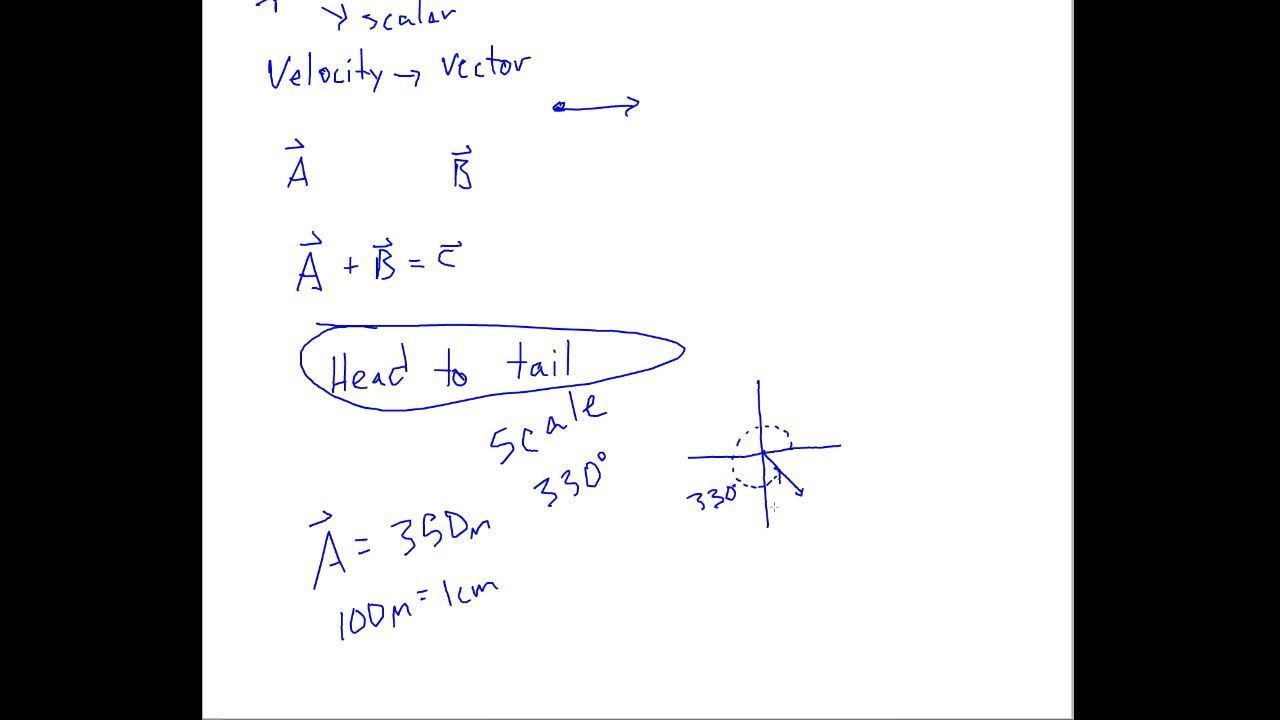 → scalar
Velocity → vector
A⃗ B⃗
A⃗ + B⃗ = C⃗
Head to tail
Scale
330°
330
A⃗ = 350m
100m = 1cm